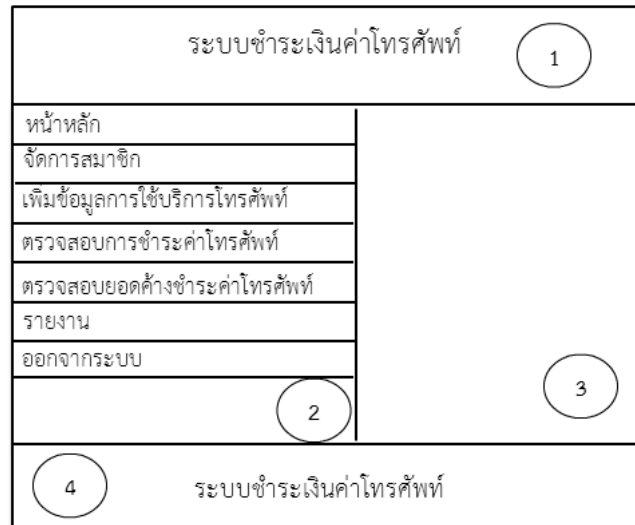 ระบบชำระเงินค่าโทรศัพท์
1
หน้าหลัก
จัดการสมาชิก
เพิ่มข้อมูลการใช้บริการโทรศัพท์
ตรวจสอบการชำระค่าโทรศัพท์
ตรวจสอบยอดค้างชำระค่าโทรศัพท์
รายงาน
ออกจากระบบ
2
3
4
ระบบชำระเงินค่าโทรศัพท์